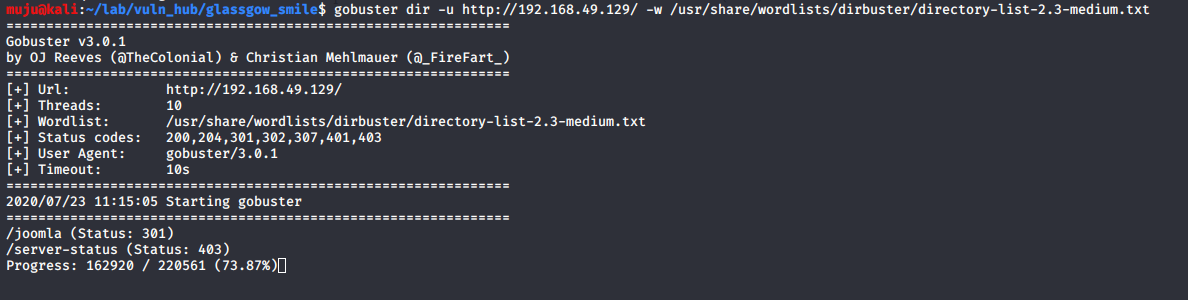 muju@kali:~/lab/vuln_hub/glassgow_smile$ gobuster dir -u http://192.168.49.129/ -w /usr/share/wordlists/dirbuster/directory-list-2.3-medium.txt
===============================================================
Gobuster v3.0.1
by OJ Reeves (@TheColonial) & Christian Mehlmauer (@_FireFart_)
===============================================================
[+] Url:            http://192.168.49.129/
[+] Threads:        10
[+] Wordlist:       /usr/share/wordlists/dirbuster/directory-list-2.3-medium.txt
[+] Status codes:   200,204,301,302,307,401,403
[+] User Agent:     gobuster/3.0.1
[+] Timeout:        10s
===============================================================
2020/07/23 11:15:05 Starting gobuster
===============================================================
/joomla (Status: 301)
/server-status (Status: 403)
Progress: 162920 / 220561 (73.87%)